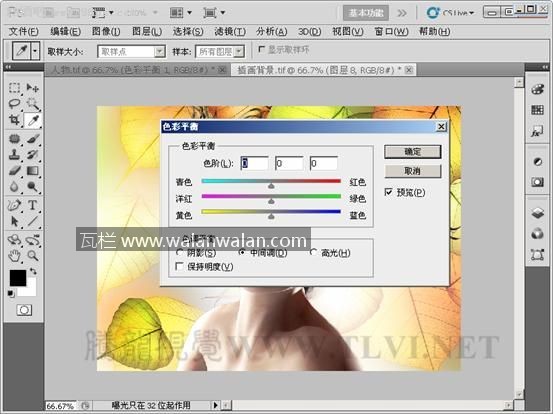 基本功能
CS Live
文件(F) 编辑(E) 图像(I) 图层(L) 选择(S) 滤镜(T) 分析(A) 3D(D) 视图(V) 窗口(W) 帮助(H)
取样大小: 取样点 样本: 所有图层 显示取样环
人物.tif @ 66.7% (色彩平衡 1, RGB/8#) * 插画背景.tif @ 66.7% (图层 8, RGB/8#) *
色彩平衡
色彩平衡
色阶(L): 0 0 0
确定
取消
预览(P)
青色 红色
洋红 绿色
黄色 蓝色
瓦栏 www.walanwalan.com
阴影(S) 中间调(D) 高光(H)
保持明度(V)
腾龍視覺 WWW.TLVI.NET
66.67% 曝光只在 32 位起作用